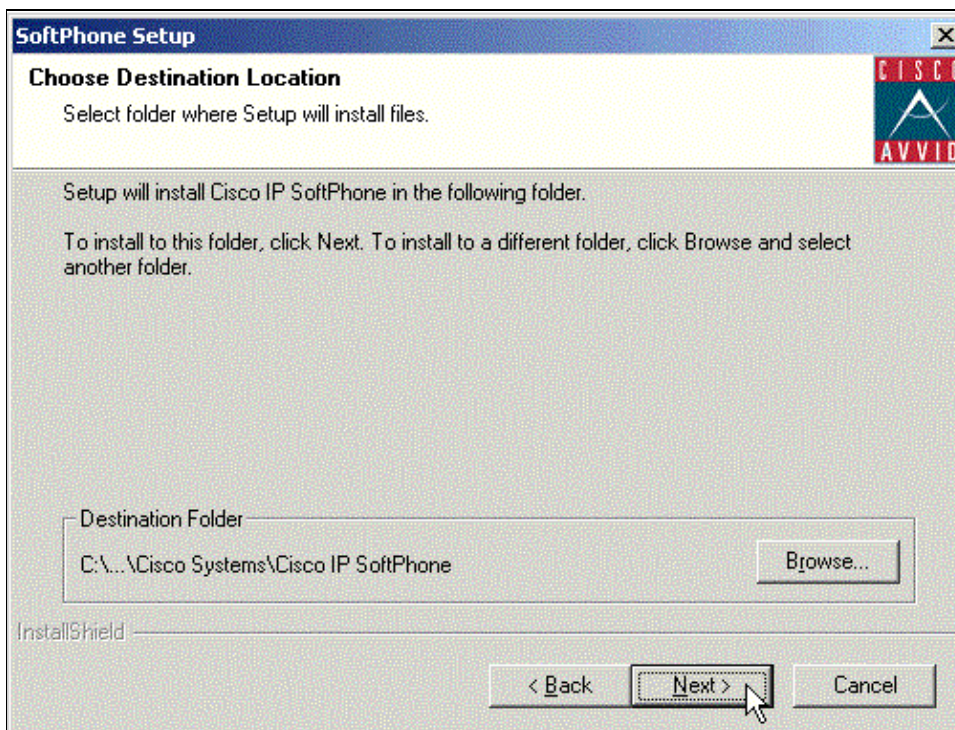 SoftPhone Setup
Choose Destination Location
Select folder where Setup will install files.
CISCO
AVVID
Setup will install Cisco IP SoftPhone in the following folder.
To install to this folder, click Next. To install to a different folder, click Browse and select
another folder.
Destination Folder
C:\...\Cisco Systems\Cisco IP SoftPhone
Browse...
InstallShield
< Back
Next >
Cancel